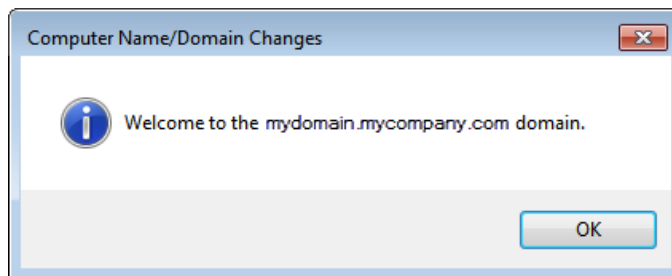 Computer Name/Domain Changes
Welcome to the mydomain.mycompany.com domain.
OK